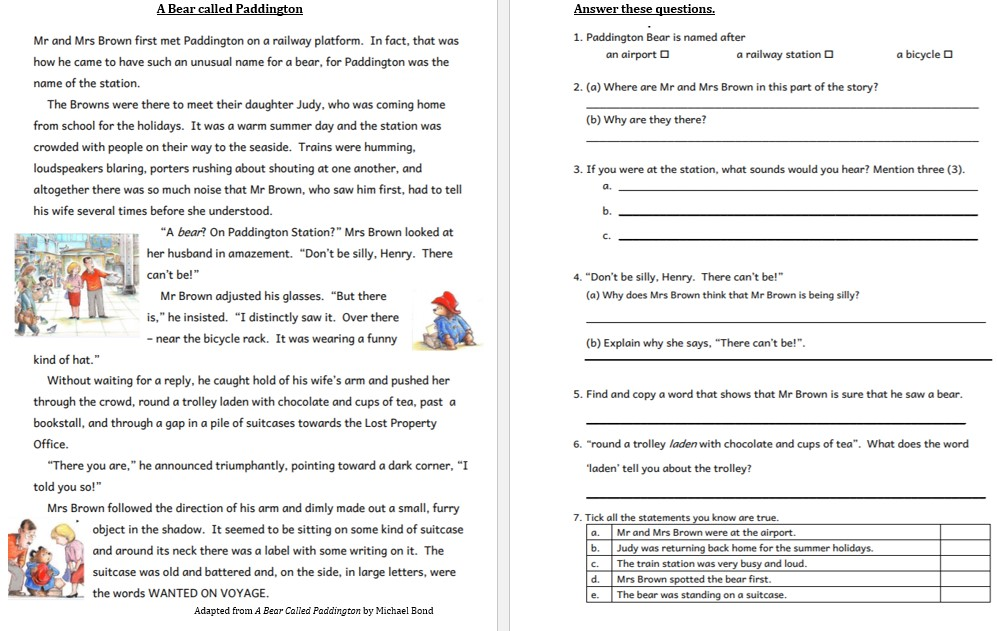 A Bear called Paddington
Mr and Mrs Brown first met Paddington on a railway platform. In fact, that was
how he came to have such an unusual name for a bear, for Paddington was the
name of the station.
The Browns were there to meet their daughter Judy, who was coming home
from school for the holidays. It was a warm summer day and the station was
crowded with people on their way to the seaside. Trains were humming,
loudspeakers blaring, porters rushing about shouting at one another, and
altogether there was so much noise that Mr Brown, who saw him first, had to tell
his wife several times before she understood.
“A bear? On Paddington Station?” Mrs Brown looked at
her husband in amazement. “Don’t be silly, Henry. There
can’t be!”
Mr Brown adjusted his glasses. “But there
is,” he insisted. “I distinctly saw it. Over there
– near the bicycle rack. It was wearing a funny
kind of hat.”
Without waiting for a reply, he caught hold of his wife’s arm and pushed her
through the crowd, round a trolley laden with chocolate and cups of tea, past a
bookstall, and through a gap in a pile of suitcases towards the Lost Property
Office.
“There you are,” he announced triumphantly, pointing toward a dark corner, “I
told you so!”
Mrs Brown followed the direction of his arm and dimly made out a small, furry
object in the shadow. It seemed to be sitting on some kind of suitcase
and around its neck there was a label with some writing on it. The
suitcase was old and battered and, on the side, in large letters, were
the words WANTED ON VOYAGE.
Adapted from A Bear Called Paddington by Michael Bond
Answer these questions.
1. Paddington Bear is named after
an airport ☐ a railway station ☐ a bicycle ☐
2. (a) Where are Mr and Mrs Brown in this part of the story?
(b) Why are they there?
3. If you were at the station, what sounds would you hear? Mention three (3).
a.
b.
c.
4. “Don’t be silly, Henry. There can’t be!”
(a) Why does Mrs Brown think that Mr Brown is being silly?
(b) Explain why she says, “There can’t be!”.
5. Find and copy a word that shows that Mr Brown is sure that he saw a bear.
6. “round a trolley laden with chocolate and cups of tea”. What does the word
‘laden’ tell you about the trolley?
7. Tick all the statements you know are true.
a. Mr and Mrs Brown were at the airport.
b. Judy was returning back home for the summer holidays.
c. The train station was very busy and loud.
d. Mrs Brown spotted the bear first.
e. The bear was standing on a suitcase.